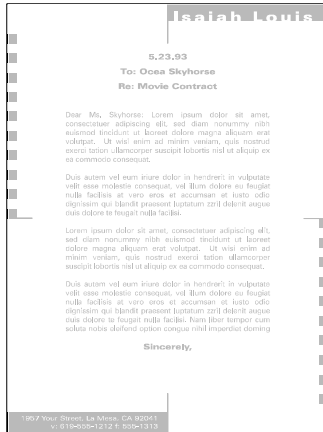 Isaiah Louis
5.23.93
To: Ocea Skyhorse
Re: Movie Contract
Dear Ms, Skyhorse: Lorem ipsum dolor sit amet,
consectetuer adipiscing elit, sed diam nonummy nibh
euismod tincidunt ut laoreet dolore magna aliquam erat
volutpat. Ut wisi enim ad minim veniam, quis nostrud
exerci tation ullamcorper suscipit lobortis nisl ut aliquip ex
ea commodo consequat.
Duis autem vel eum iriure dolor in hendrerit in vulputate
velit esse molestie consequat, vel illum dolore eu feugiat
nulla facilisis at vero eros et accumsan et iusto odio
dignissim qui blandit praesent luptatum zzril delenit augue
duis dolore te feugait nulla facilisi.
Lorem ipsum dolor sit amet, consectetuer adipiscing elit,
sed diam nonummy nibh euismod tincidunt ut laoreet
dolore magna aliquam erat volutpat. Ut wisi enim ad
minim veniam, quis nostrud exerci tation ullamcorper
suscipit lobortis nisl ut aliquip ex ea commodo consequat.
Duis autem vel eum iriure dolor in hendrerit in vulputate
velit esse molestie consequat, vel illum dolore eu feugiat
nulla facilisis at vero eros et accumsan et iusto odio
dignissim qui blandit praesent luptatum zzril delenit augue
duis dolore te feugait nulla facilisi. Nam liber tempor cum
soluta nobis eleifend option congue nihil imperdiet doming
Sincerely,
1957 Your Street, La Mesa, CA 92041
v: 619-555-1212 f: 555-1313